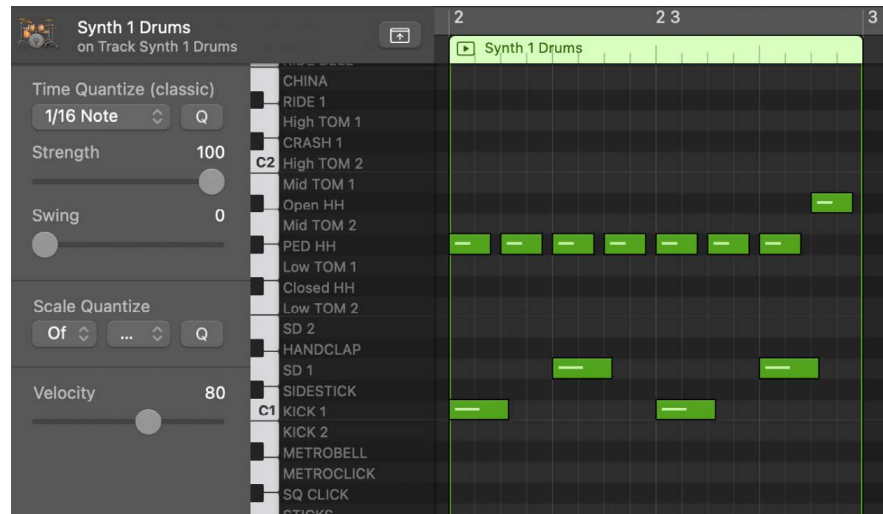 Synth 1 Drums
on Track Synth 1 Drums
Time Quantize (classic)
1/16 Note
Q
Strength
100
Swing
0
Scale Quantize
Of
...
Q
Velocity
80
2
2 3
3
Synth 1 Drums
CHINA
RIDE 1
High TOM 1
CRASH 1
C2
High TOM 2
Mid TOM 1
Open HH
Mid TOM 2
PED HH
Low TOM 1
Closed HH
Low TOM 2
SD 2
HANDCLAP
SD 1
SIDESTICK
C1
KICK 1
KICK 2
METROBELL
METROCLICK
SQ CLICK